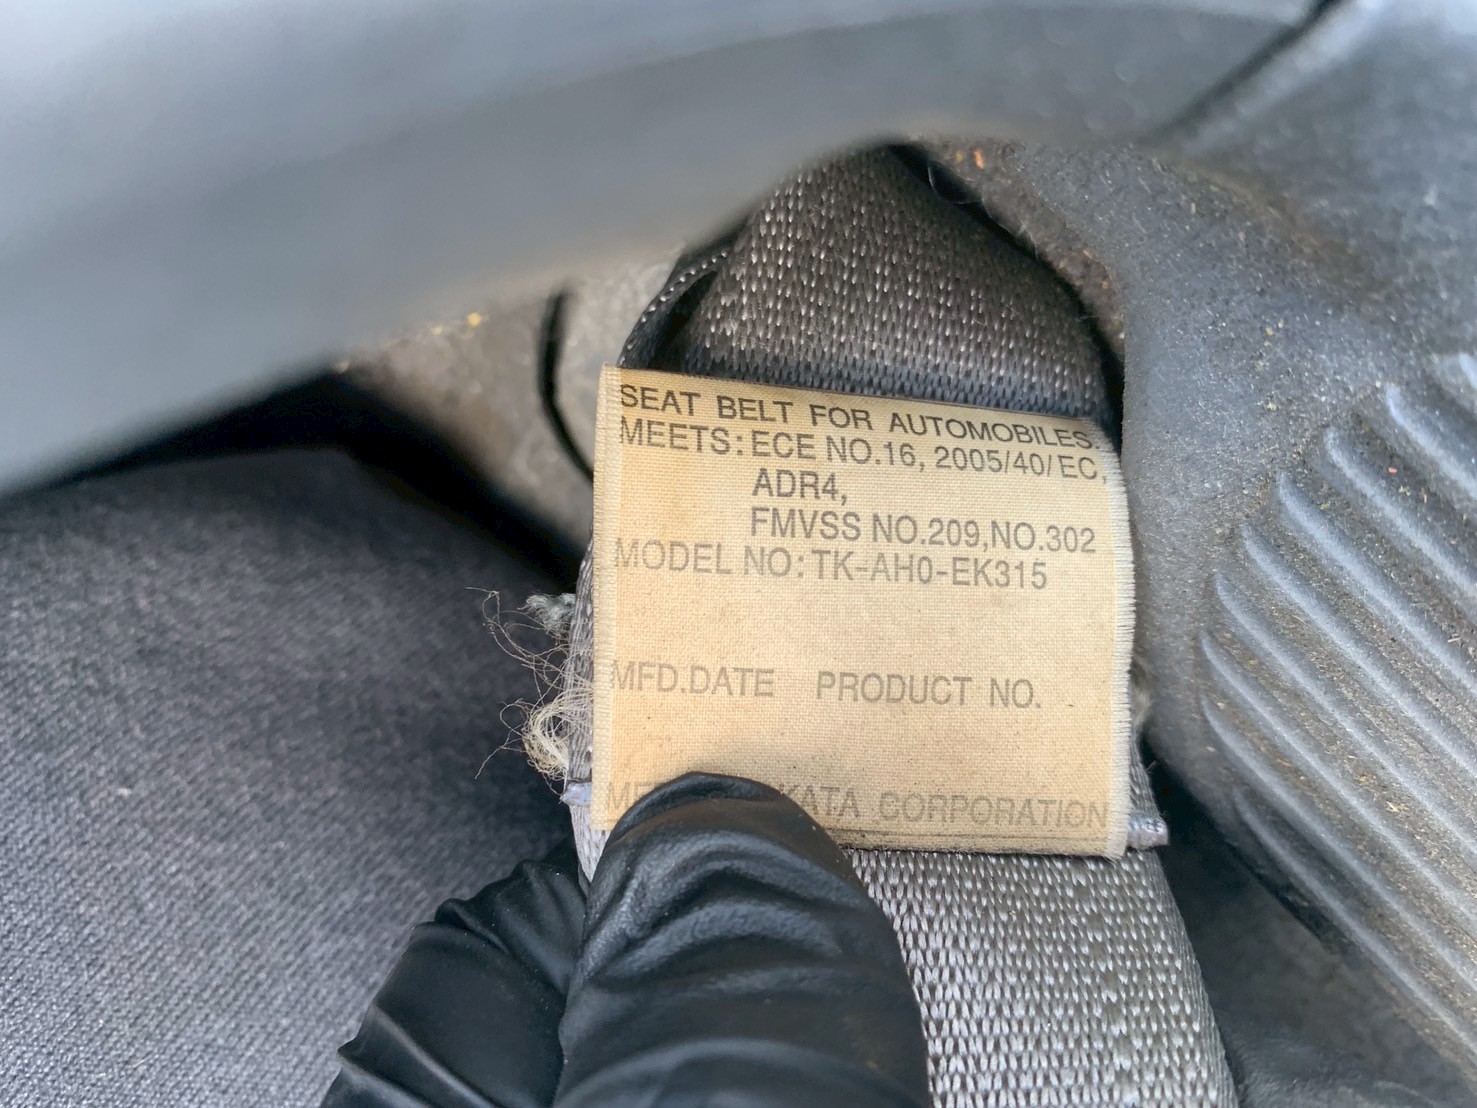 SEAT BELT FOR AUTOMOBILES.
MEETS: ECE NO.16, 2005/40/EC,
ADR4,
FMVSS NO.209,NO.302
MODEL NO: TK-AH0-EK315
MFD.DATE PRODUCT NO.
CORPORATION